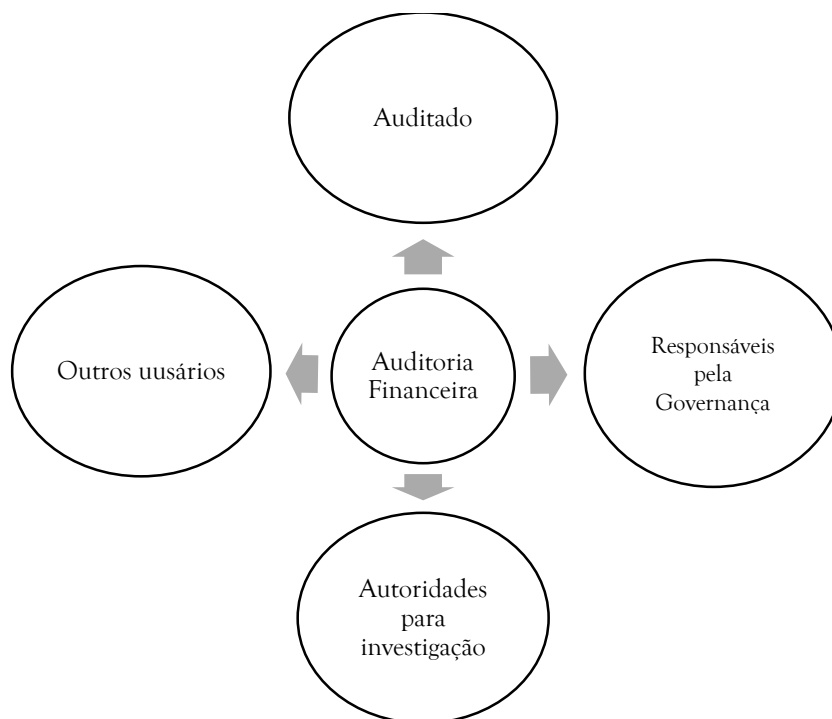 Auditado
Outros uusários
Auditoria
Financeira
Responsáveis
pela
Governança
Autoridades
para
investigação